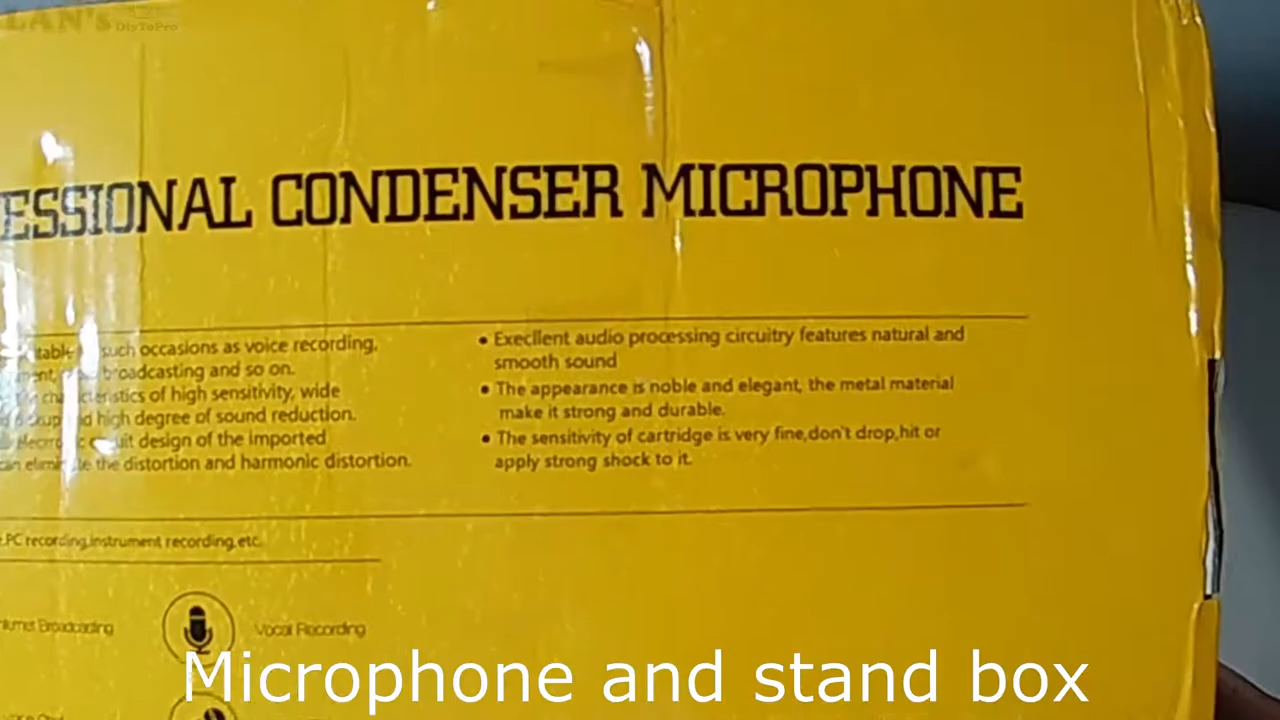 LAN'S
DisToPro
ESSIONAL CONDENSER MICROPHONE
such occasions as voice recording,
broadcasting and so on.
characteristics of high sensitivity, wide
high degree of sound reduction.
design of the imported
the distortion and harmonic distortion.
• Execllent audio processing circuitry features natural and
smooth sound
• The appearance is noble and elegant, the metal material
make it strong and durable.
• The sensitivity of cartridge is very fine,don't drop,hit or
apply strong shock to it.
PC recording,instrument recording,etc.
Broadcasting
Vocal Recording
Microphone and stand box